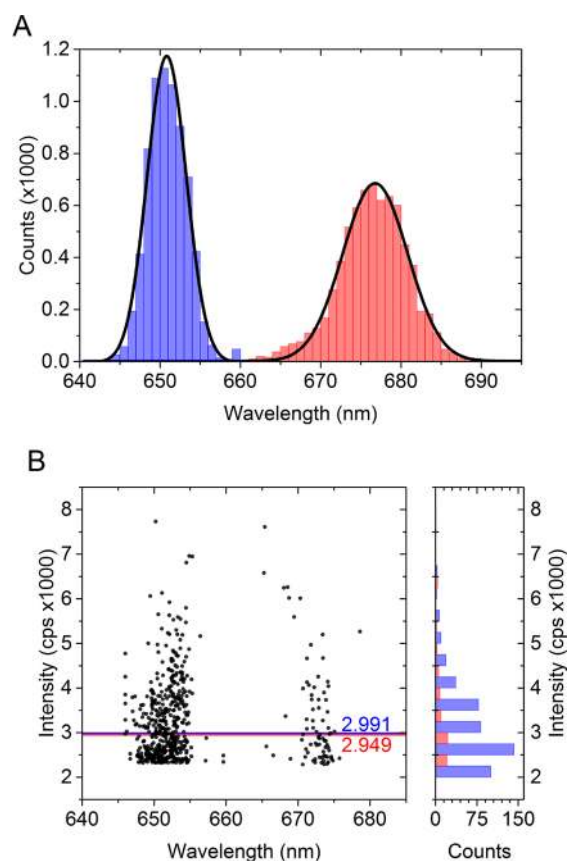 A
1.2
1.0
0.8
0.6
0.4
0.2
0.0
Counts (x1000)
640 650 660 670 680 690
Wavelength (nm)
B
8
7
6
5
4
3
2
Intensity (cps x1000)
2.991
2.949
640 650 660 670 680
Wavelength (nm)
8
7
6
5
4
3
2
Intensity (cps x1000)
0 75 150
Counts